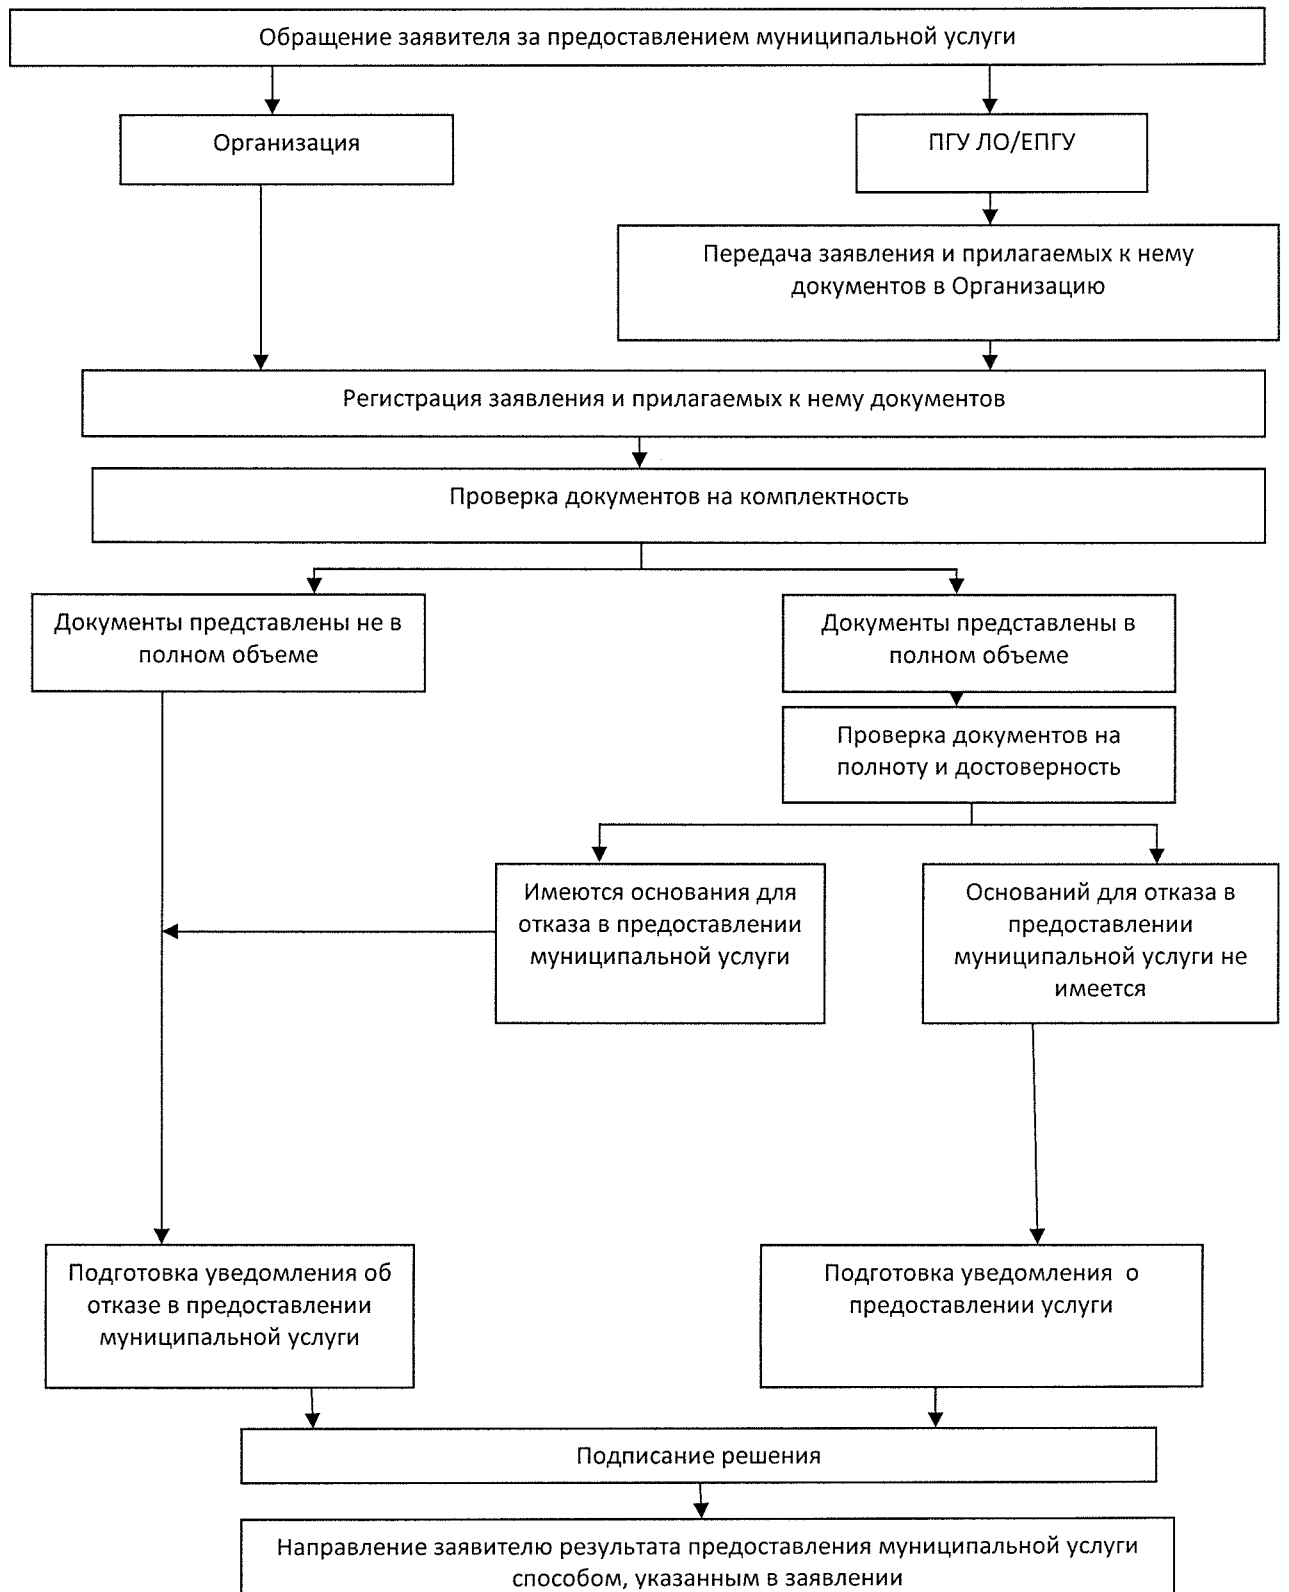 Обращение заявителя за предоставлением муниципальной услуги
Организация
ПГУ ЛО/ЕПГУ
Передача заявления и прилагаемых к нему
документов в Организацию
Регистрация заявления и прилагаемых к нему документов
Проверка документов на комплектность
Документы представлены не в
полном объеме
Документы представлены в
полном объеме
Проверка документов на
полноту и достоверность
Имеются основания для
отказа в предоставлении
муниципальной услуги
Оснований для отказа в
предоставлении
муниципальной услуги не
имеется
Подготовка уведомления об
отказе в предоставлении
муниципальной услуги
Подготовка уведомления о
предоставлении услуги
Подписание решения
Направление заявителю результата предоставления муниципальной услуги
способом, указанным в заявлении